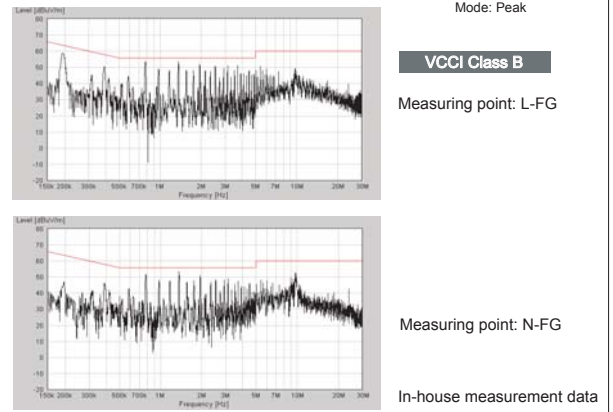 Mode: Peak
VCCI Class B
Measuring point: L-FG
Level [dBuV/m]
80
70
60
50
40
30
20
10
0
-10
-20
150k 200k 300k 500k 700k 1M 2M 3M 5M 7M 10M 20M 30M
Frequency [Hz]
Measuring point: N-FG
Level [dBuV/m]
80
70
60
50
40
30
20
10
0
-10
-20
150k 200k 300k 500k 700k 1M 2M 3M 5M 7M 10M 20M 30M
Frequency [Hz]
In-house measurement data